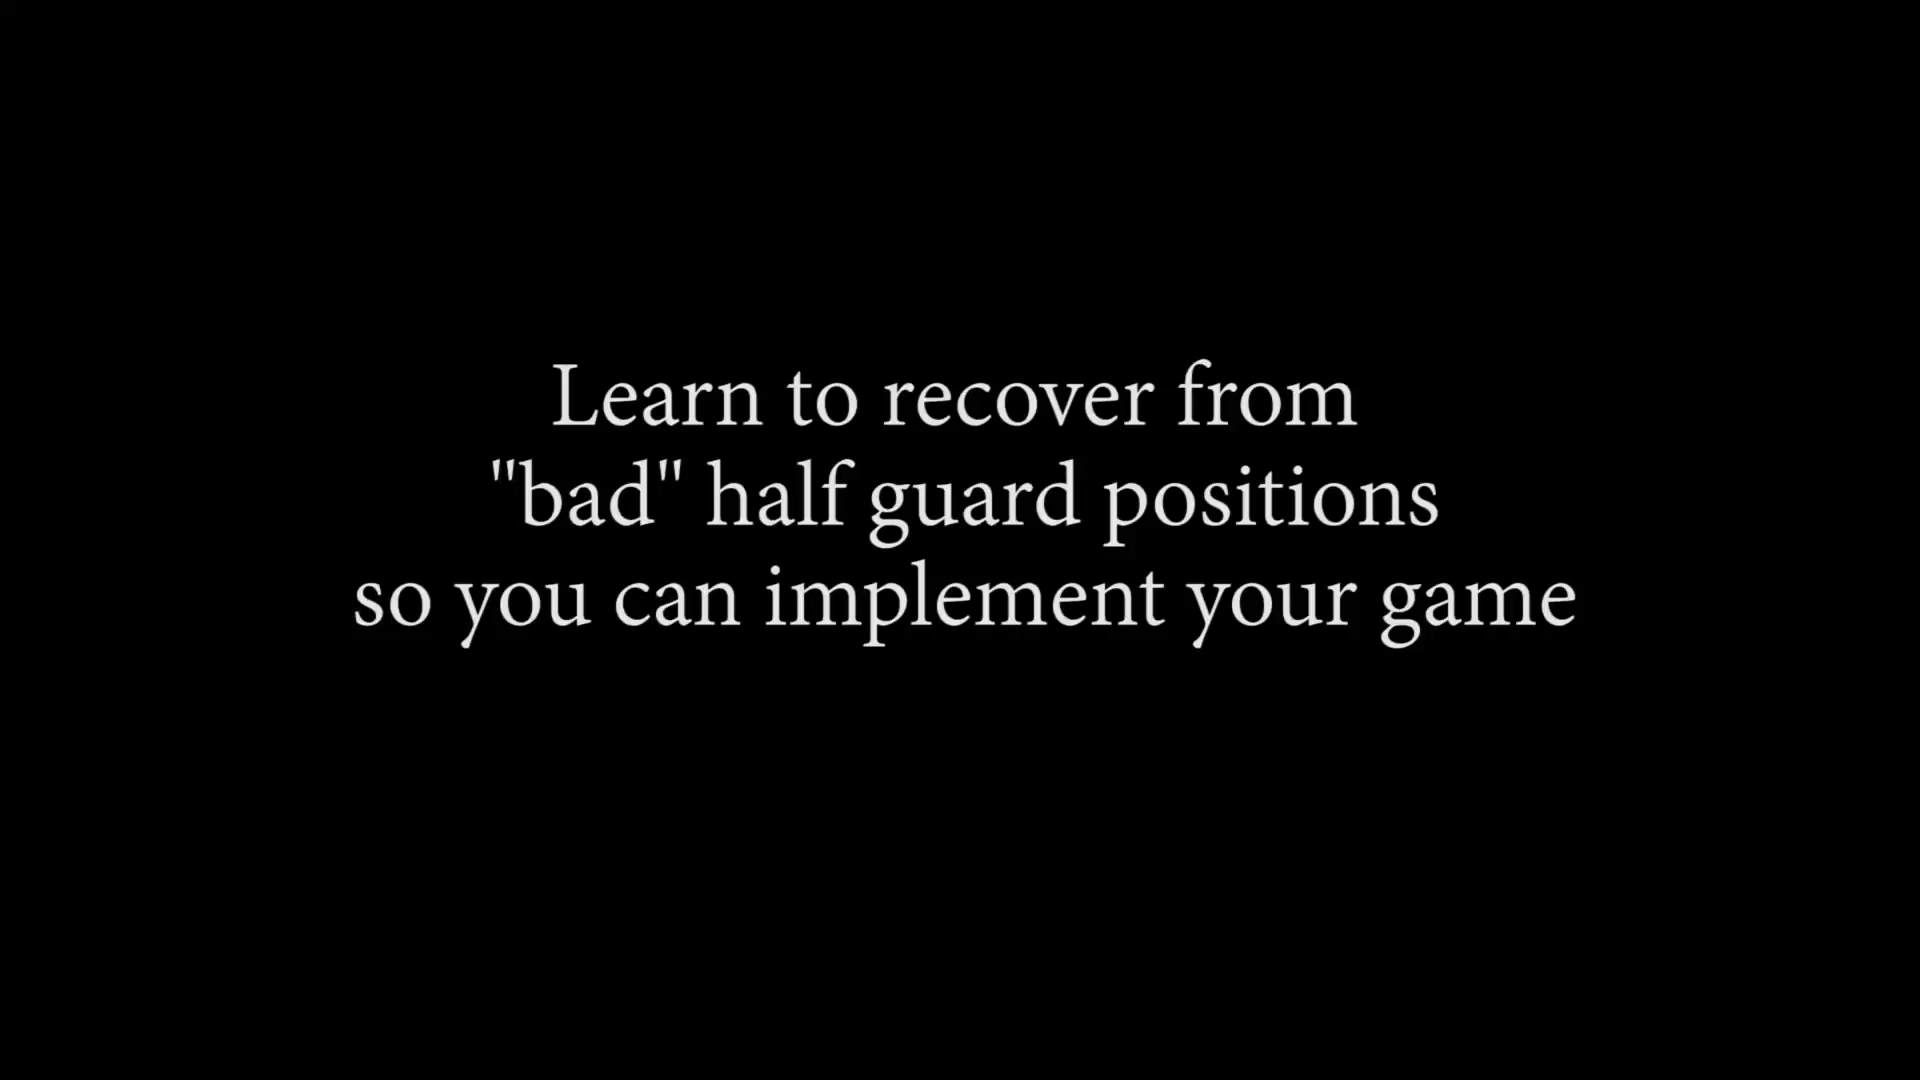 Learn to recover from
"bad" half guard positions
so you can implement your game